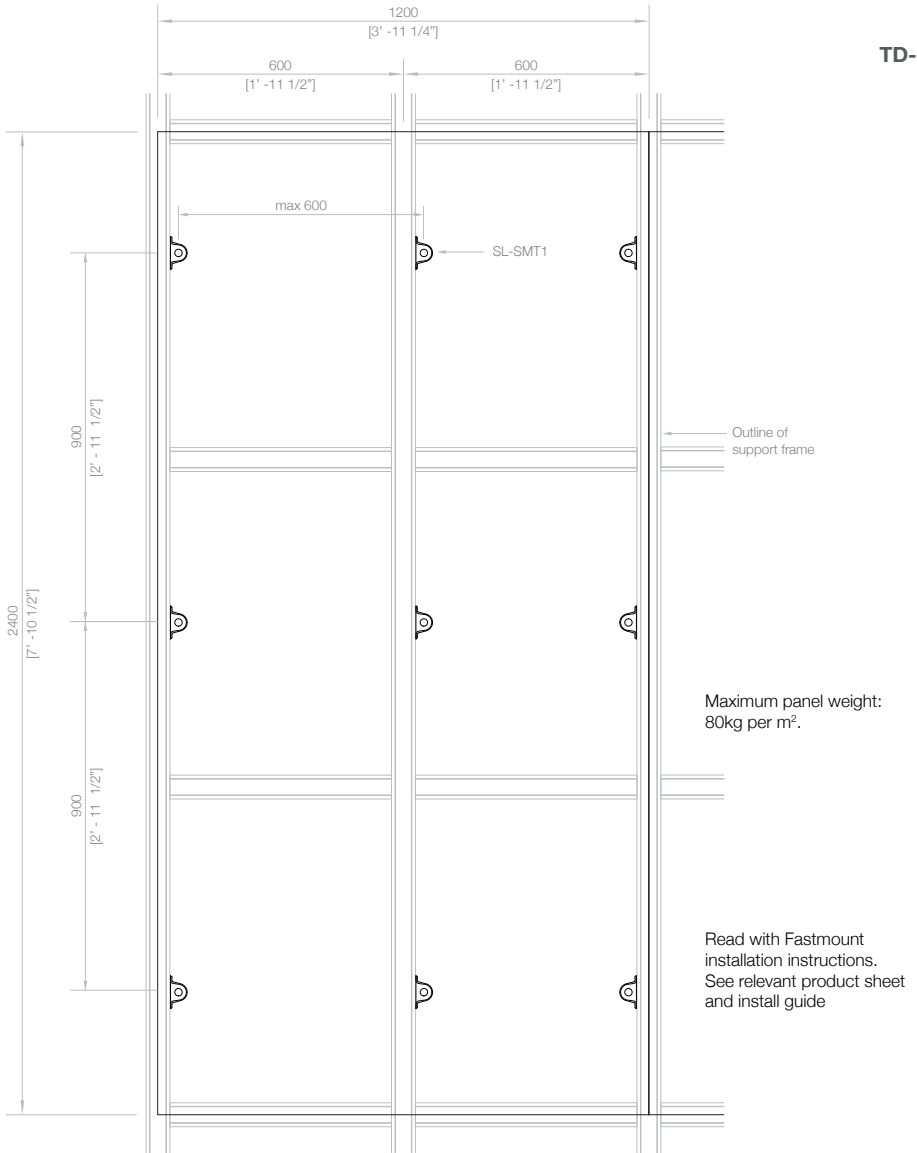 1200
[3' -11 1/4"]
TD-
600
[1' -11 1/2"]
600
[1' -11 1/2"]
max 600
SL-SMT1
900
[2' - 11 1/2"]
Outline of
support frame
2400
[7' -10 1/2"]
Maximum panel weight:
80kg per m².
900
[2' - 11 1/2"]
Read with Fastmount
installation instructions.
See relevant product sheet
and install guide